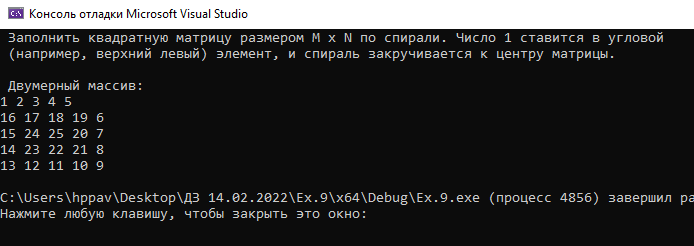 Консоль отладки Microsoft Visual Studio
Заполнить квадратную матрицу размером M x N по спирали. Число 1 ставится в угловой
(например, верхний левый) элемент, и спираль закручивается к центру матрицы.
Двумерный массив:
1 2 3 4 5
16 17 18 19 6
15 24 25 20 7
14 23 22 21 8
13 12 11 10 9
C:\Users\hppav\Desktop\ДЗ 14.02.2022\Ex.9\x64\Debug\Ex.9.exe (процесс 4856) завершил ра
Нажмите любую клавишу, чтобы закрыть это окно: